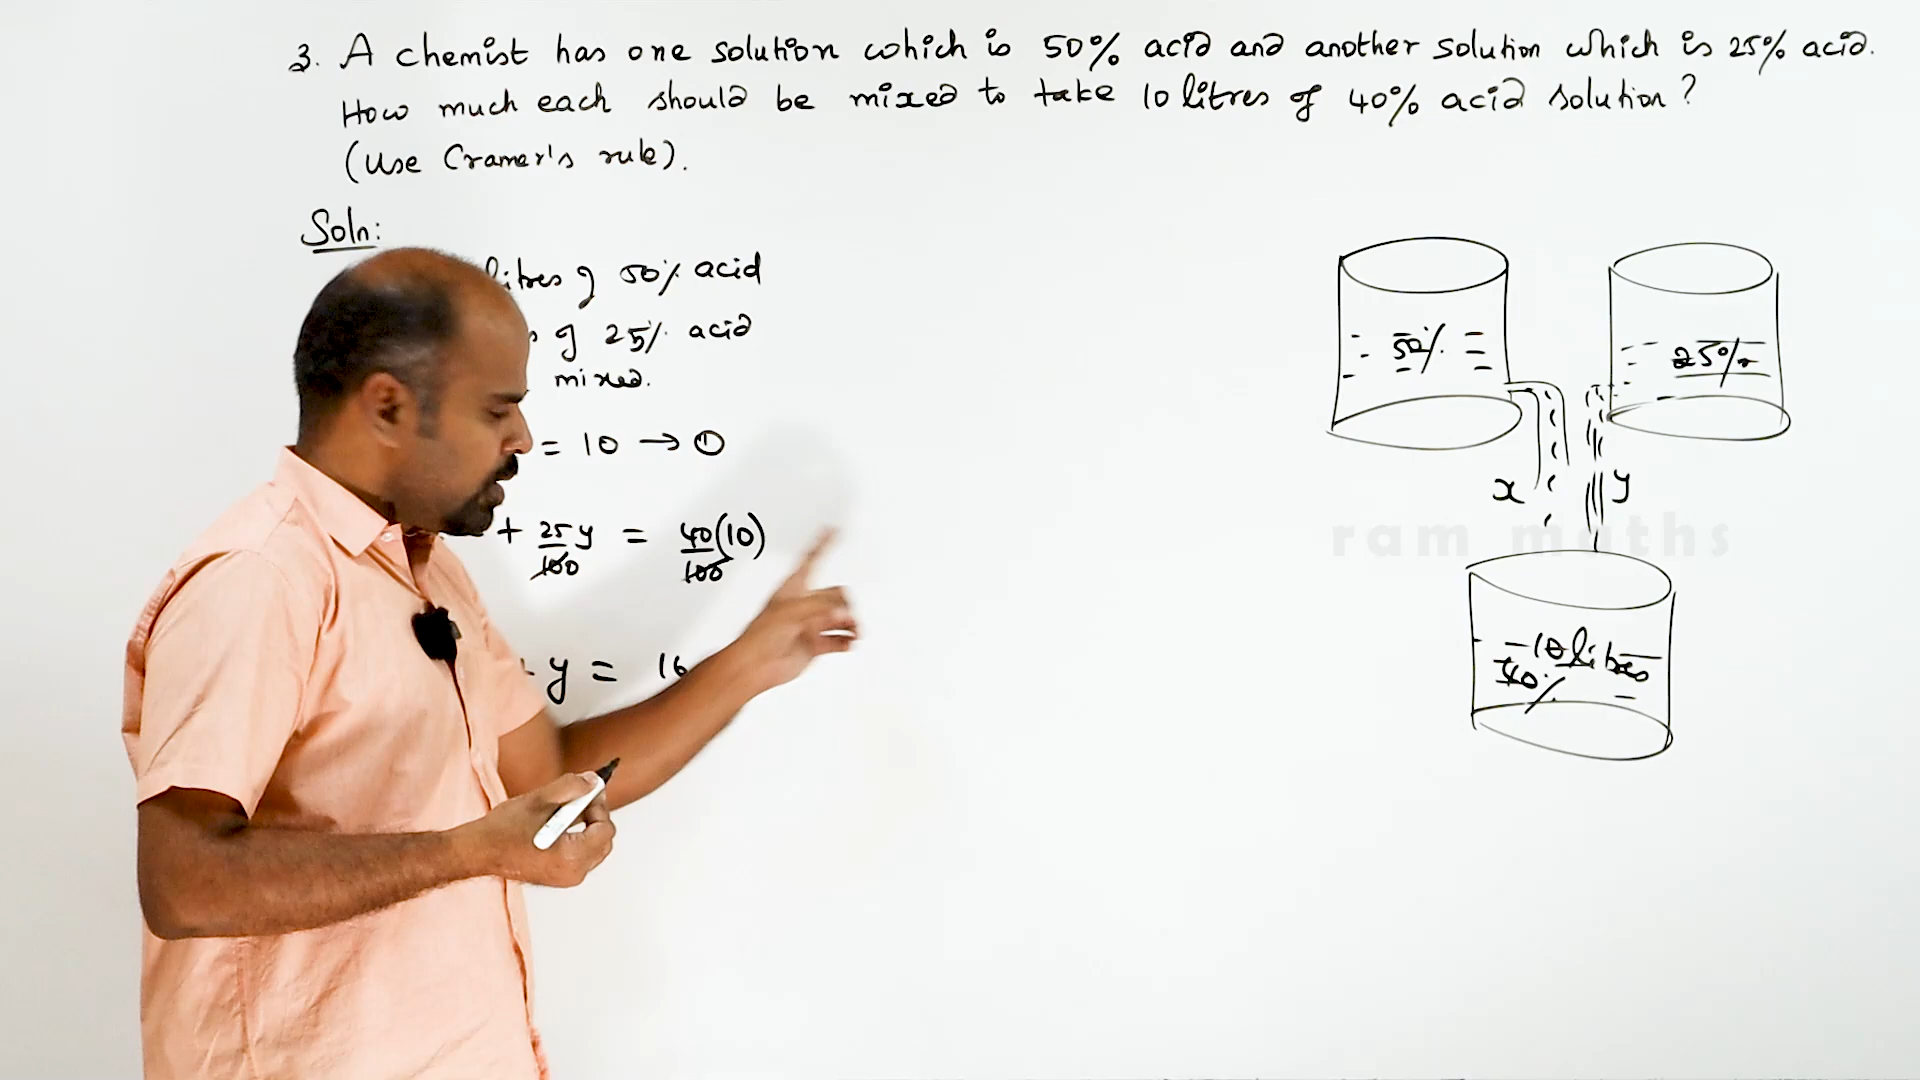 3. A chemist has one solution which is 50% acid and another solution which is 25% acid.
How much each should be mixed to take 10 litres of 40% acid solution?
(Use Cramer's rule).
Soln:
litres of 50% acid
of 25% acid
mixed.
= 10 → ①
+ 25y/100 = 40(10)/100
y = 16
50%
25%
x
y
ram maths
10 litres
40%